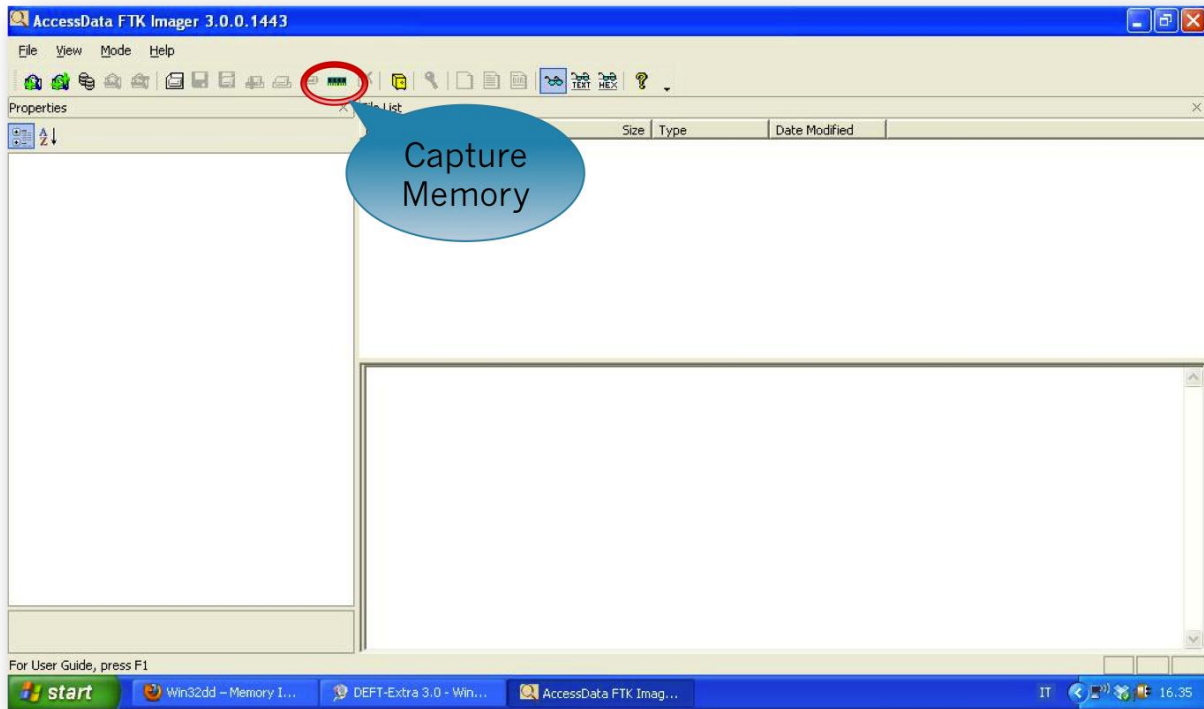 AccessData FTK Imager 3.0.0.1443
File View Mode Help
TEXT HEX
Properties
File List
Size Type Date Modified
Capture
Memory
For User Guide, press F1
start Win32dd – Memory I... DEFT-Extra 3.0 - Win... AccessData FTK Imag... IT 16.35